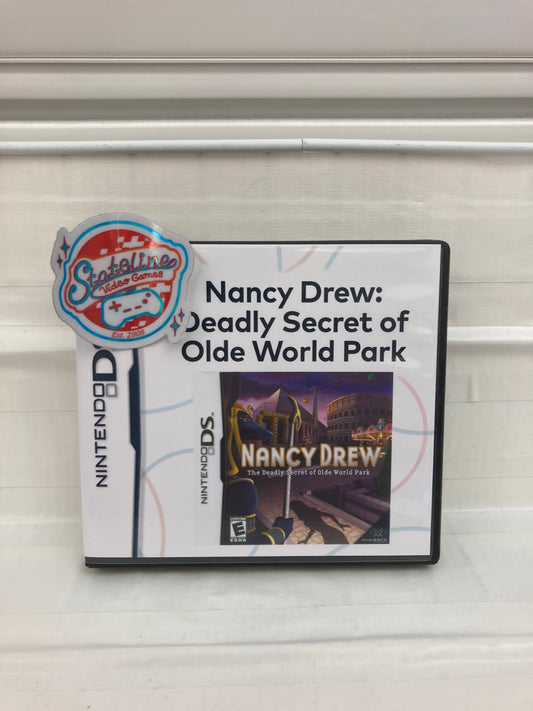 Stateline
Video Games
Est. 2008
Nancy Drew:
Deadly Secret of
Olde World Park
NINTENDO DS
NINTENDO DS
NANCY DREW
The Deadly Secret of Olde World Park
E
MAJESCO